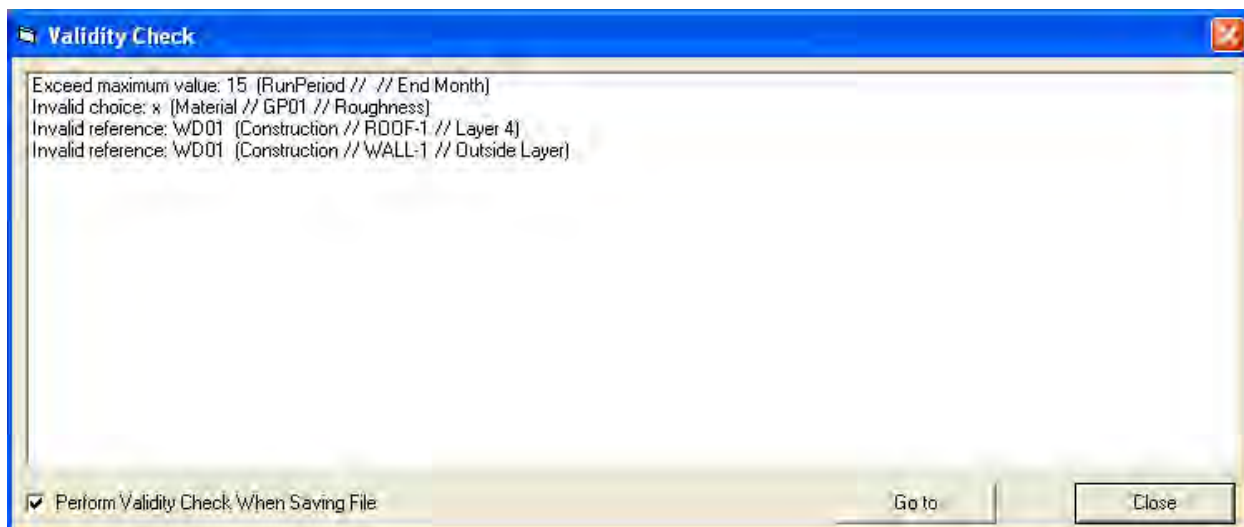 Validity Check
Exceed maximum value: 15 (RunPeriod // // End Month)
Invalid choice: x (Material // GP01 // Roughness)
Invalid reference: WD01 (Construction // ROOF-1 // Layer 4)
Invalid reference: WD01 (Construction // WALL-1 // Outside Layer)
Perform Validity Check When Saving File
Go to
Close